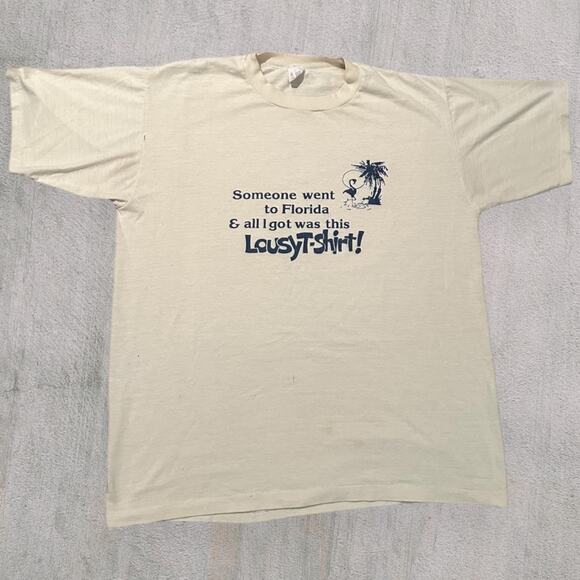 Someone went
to Florida
& all I got was this
LousyT-Shirt!